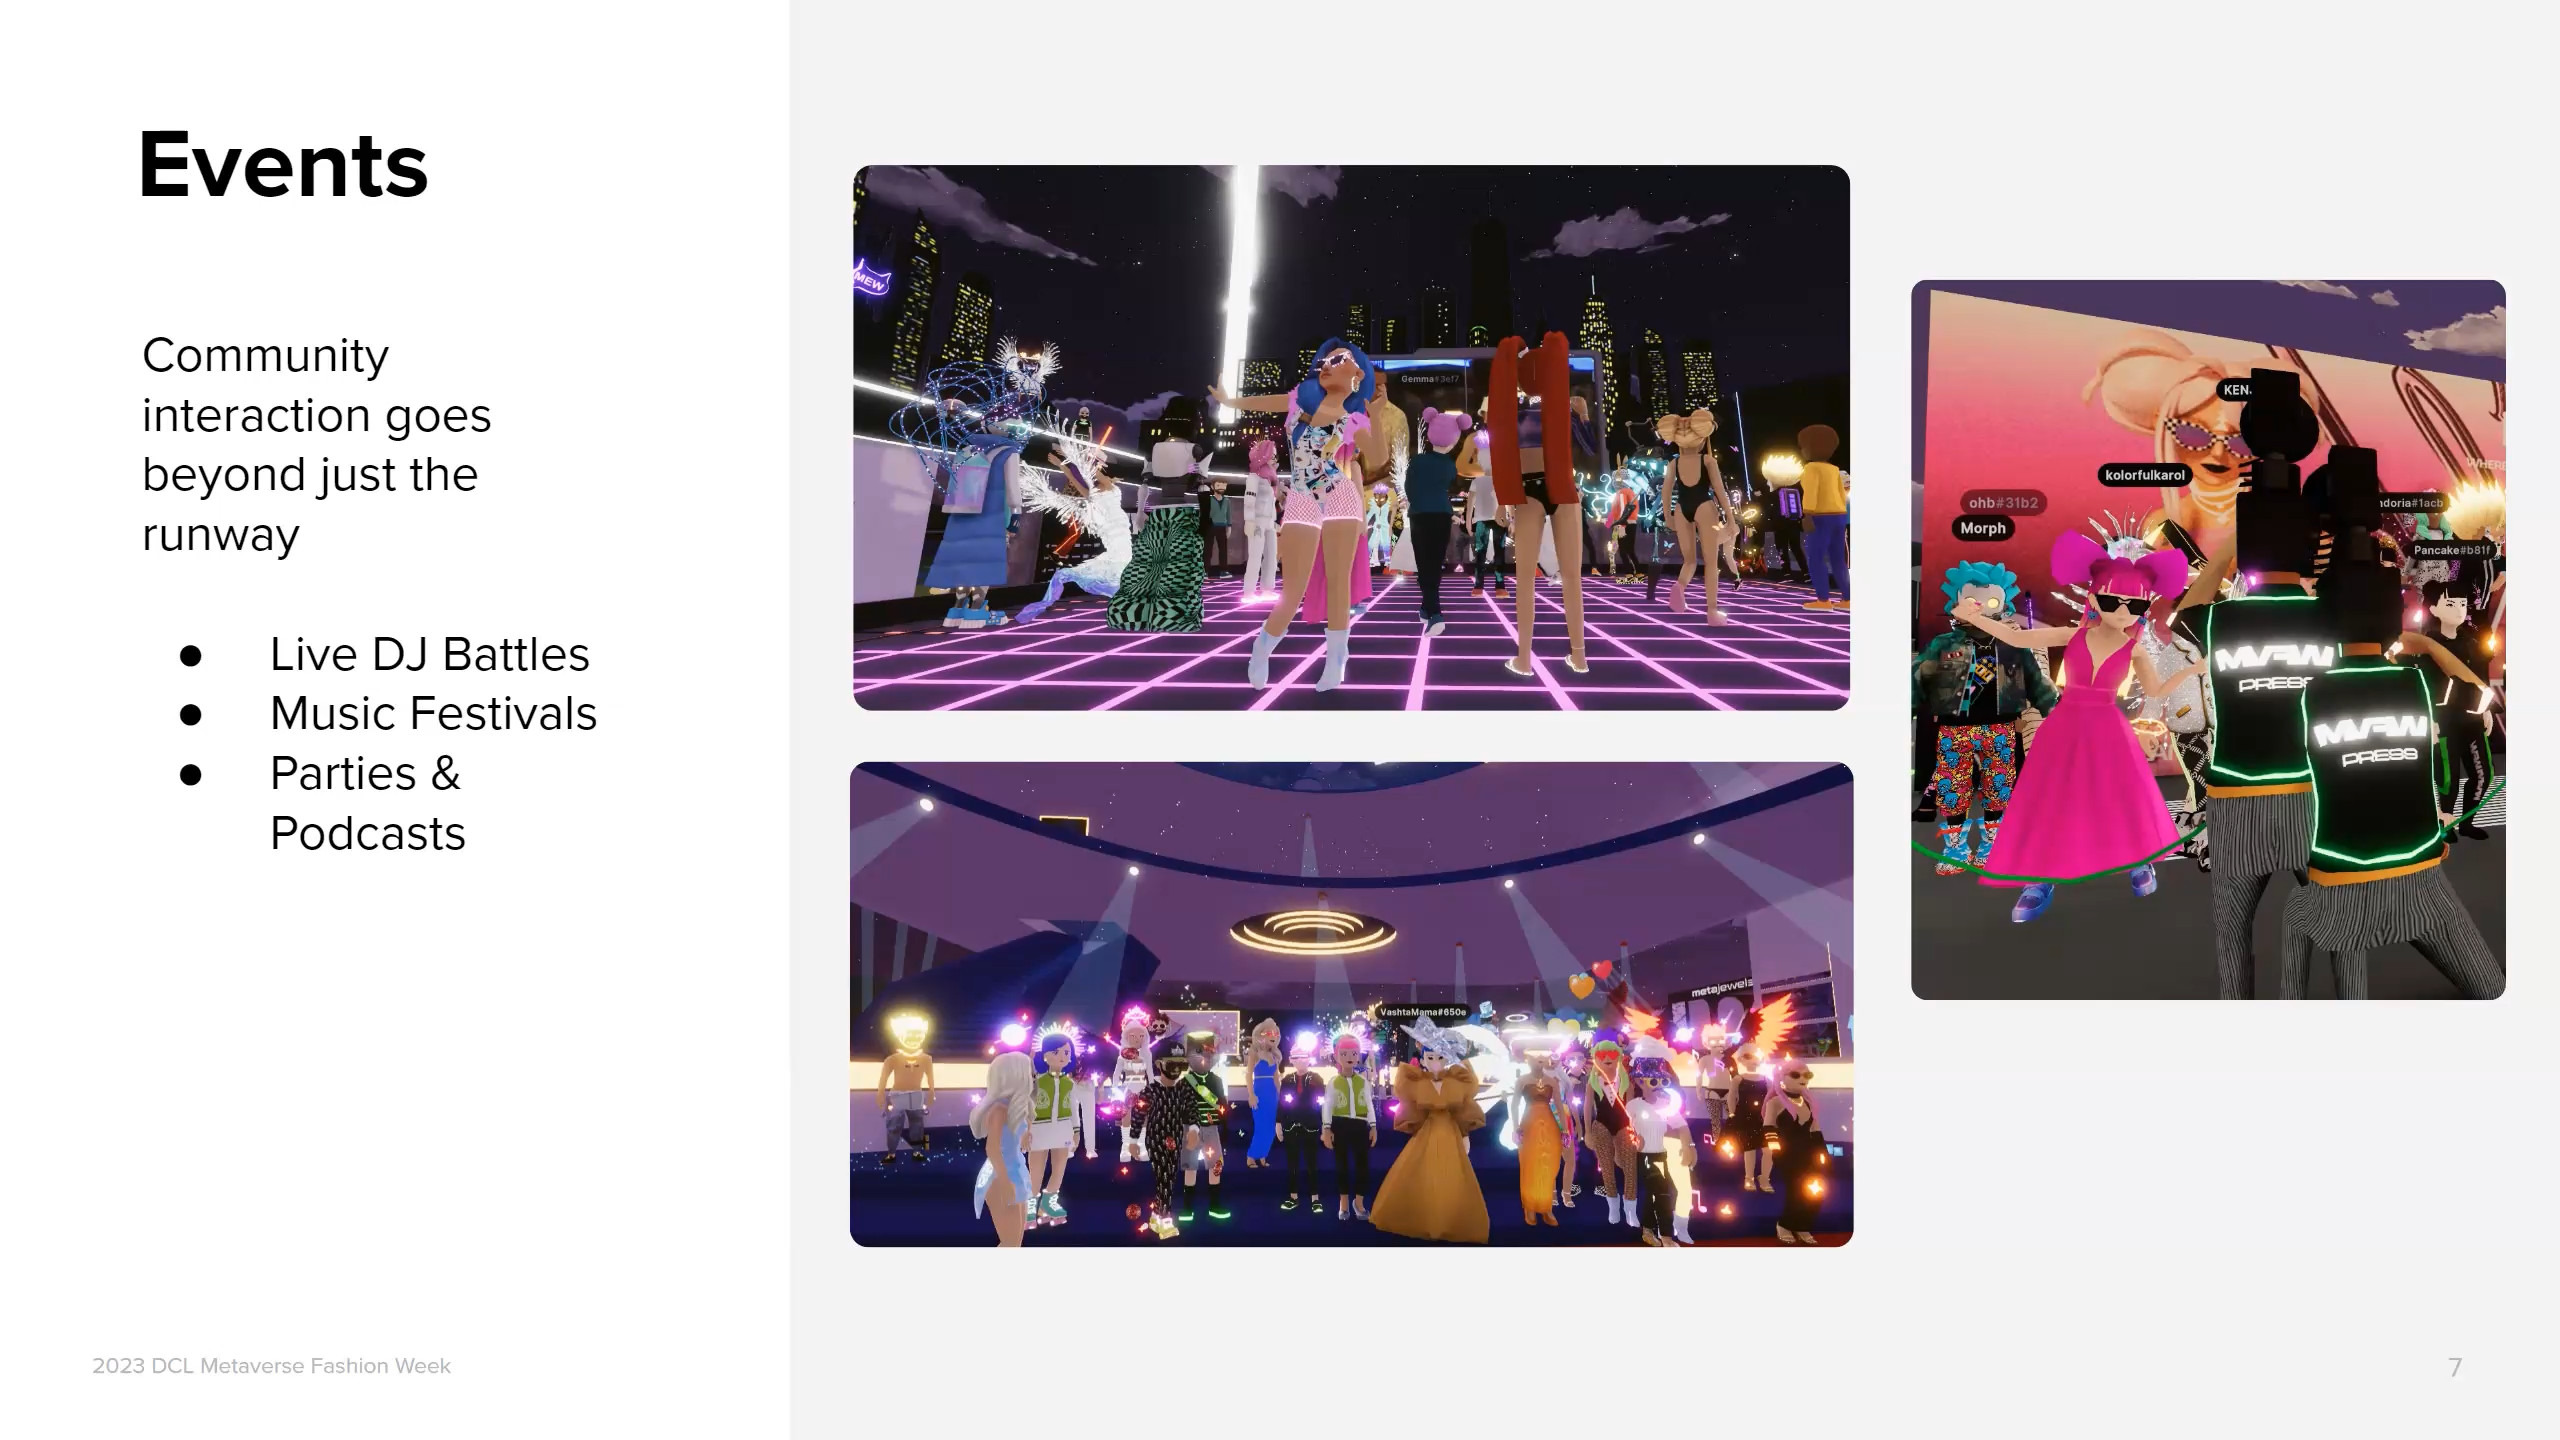 Events
Community
interaction goes
beyond just the
runway
● Live DJ Battles
● Music Festivals
● Parties &
Podcasts
MEW
Gemma#3ef7
KEN
kolorfulkarol
WHERE
ohb#31b2
ndoria#1acb
Morph
Pancake#b81f
MVFW
PRESS
MVFW
PRESS
metajewels
VashtaMama#650e
2023 DCL Metaverse Fashion Week
7